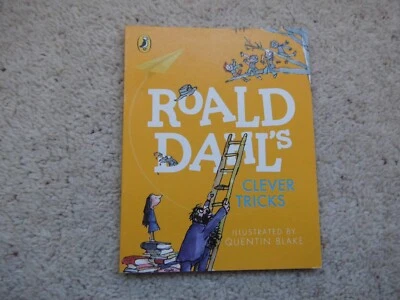 ROALD
DAHL'S
CLEVER
TRICKS
ILLUSTRATED BY
QUENTIN BLAKE